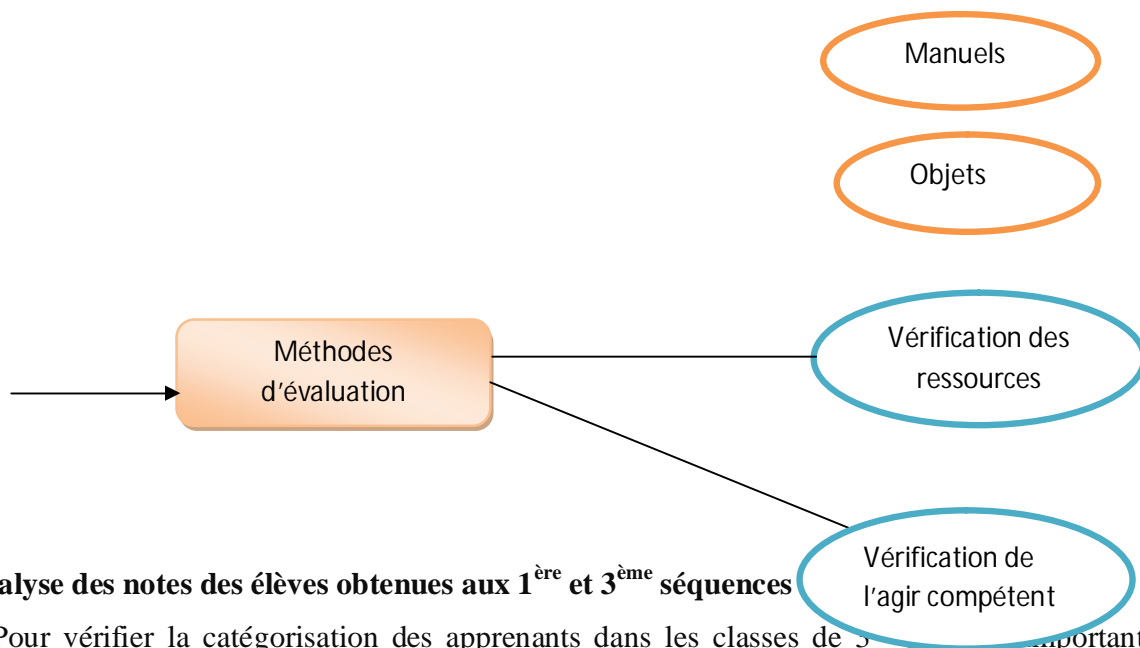 Manuels
Objets
Vérification des
ressources
Méthodes
d'évaluation
Vérification de
l'agir compétent
alyse des notes des élèves obtenues aux 1ère et 3ème séquences
Pour vérifier la catégorisation des apprenants dans les classes de